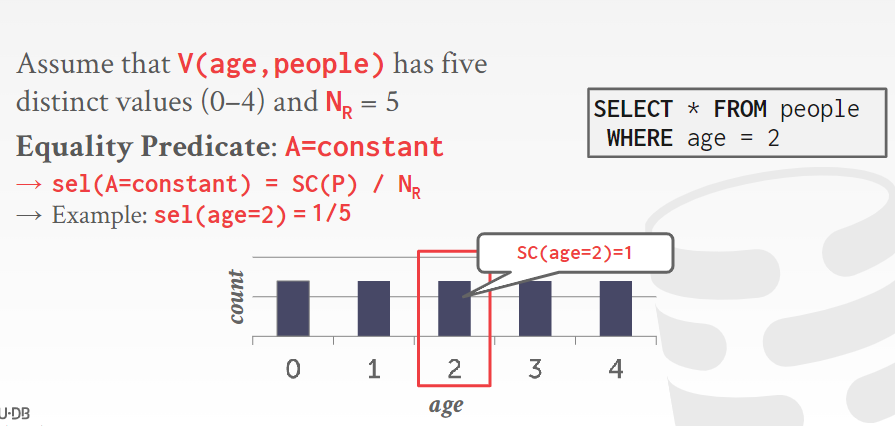 Assume that V(age,people) has five
distinct values (0–4) and NR = 5
Equality Predicate: A=constant
→ sel(A=constant) = SC(P) / NR
→ Example: sel(age=2) = 1/5
SELECT * FROM people
WHERE age = 2
SC(age=2)=1
count
0 1 2 3 4
age
U·DB